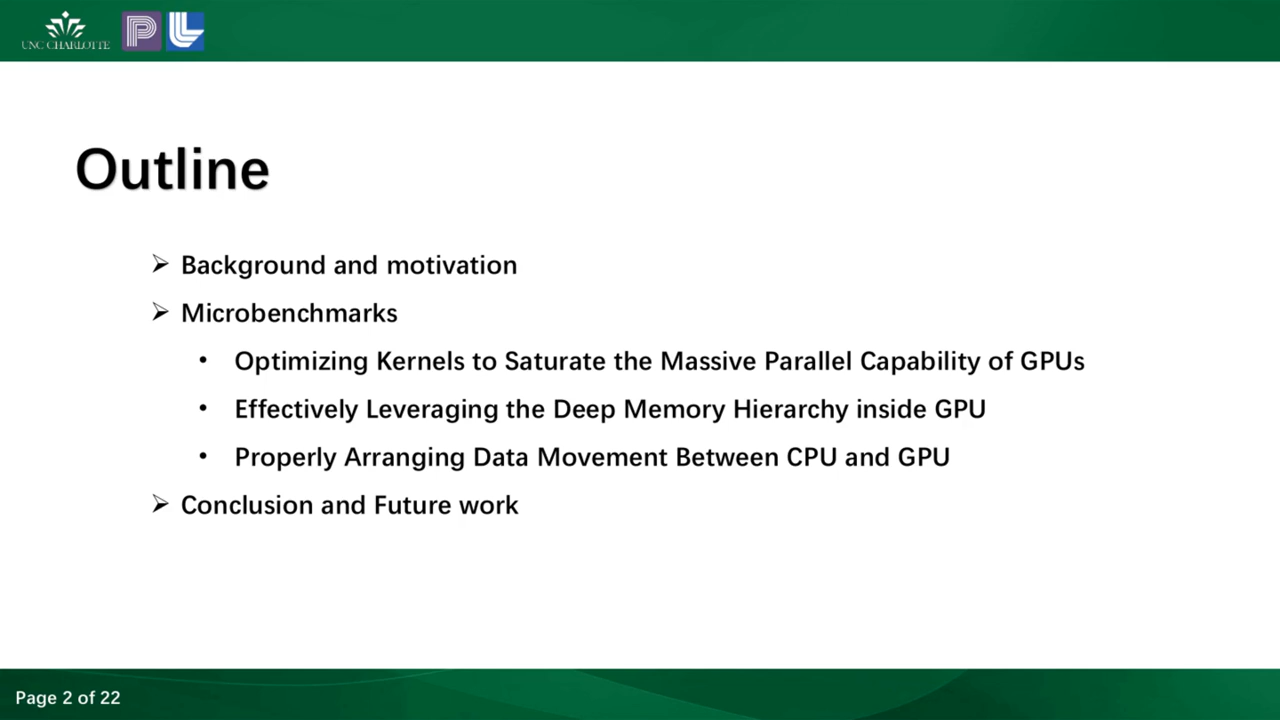 UNC CHARLOTTE
Outline
➢ Background and motivation
➢ Microbenchmarks
• Optimizing Kernels to Saturate the Massive Parallel Capability of GPUs
• Effectively Leveraging the Deep Memory Hierarchy inside GPU
• Properly Arranging Data Movement Between CPU and GPU
➢ Conclusion and Future work
Page 2 of 22